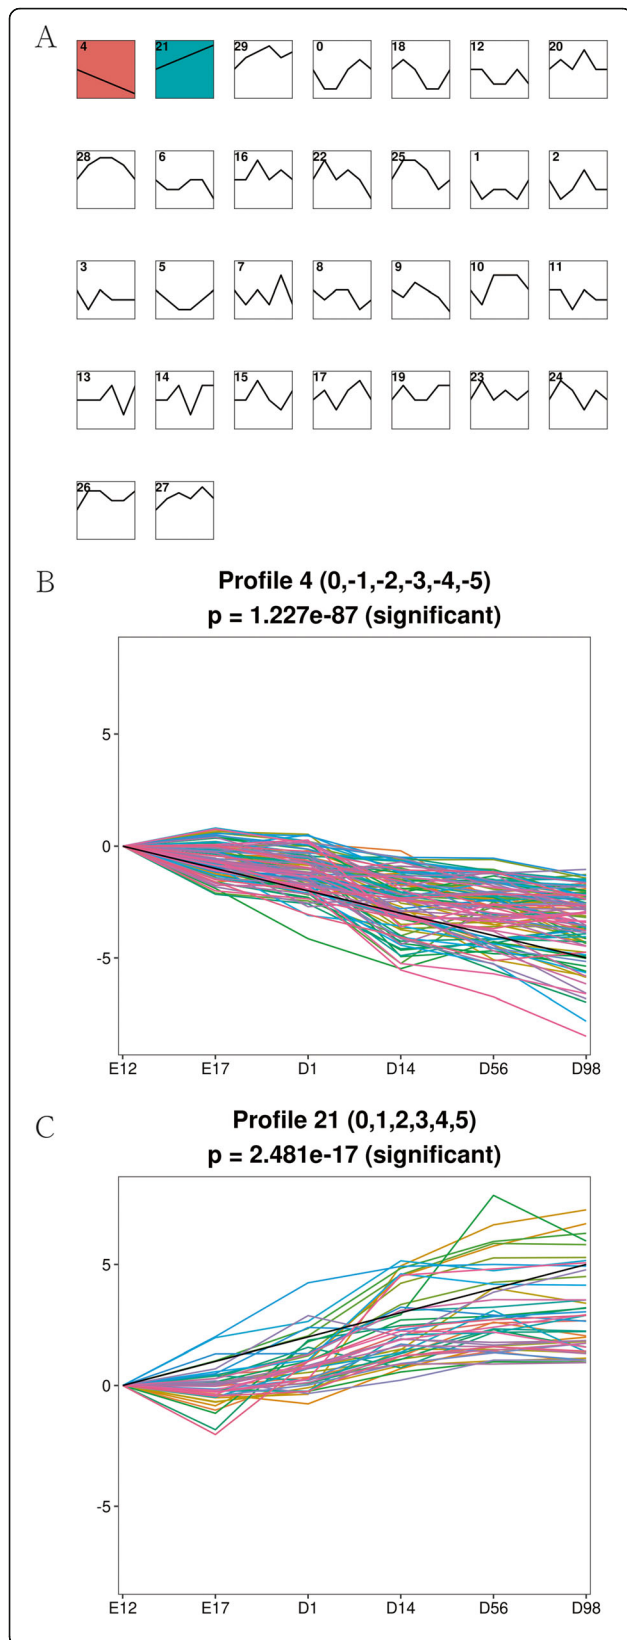 A
4 21 29 0 18 12 20
28 6 16 22 25 1 2
3 5 7 8 9 10 11
13 14 15 17 19 23 24
26 27
B
Profile 4 (0,-1,-2,-3,-4,-5)
p = 1.227e-87 (significant)
5
0
-5
E12 E17 D1 D14 D56 D98
C
Profile 21 (0,1,2,3,4,5)
p = 2.481e-17 (significant)
5
0
-5
E12 E17 D1 D14 D56 D98